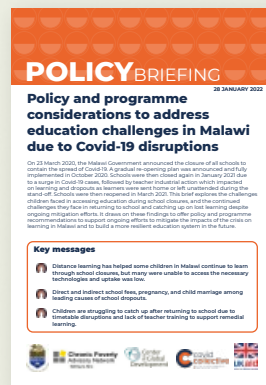 POLICY BRIEFING
28 JANUARY 2022
Policy and programme
considerations to address
education challenges in Malawi
due to Covid-19 disruptions
On 23 March 2020, the Malawi Government announced the closure of all schools to
contain the spread of Covid-19. A gradual re-opening plan was announced and fully
implemented in October 2020. Schools were then closed again in January 2021 due
to a surge in Covid-19 cases, followed by teacher industrial action which impacted
on learning and dropouts as learners were sent home or left unattended during the
stand-off. Schools were then reopened in March 2021. This brief explores the challenges
children faced in accessing education during school closures, and the continued
challenges they face in returning to school and catching up on lost learning despite
ongoing mitigation efforts. It draws on these findings to offer policy and programme
recommendations to support ongoing efforts to mitigate the impacts of the crisis on
learning in Malawi and to build a more resilient education system in the future.
Key messages
Distance learning has helped some children in Malawi continue to learn
through school closures, but many were unable to access the necessary
technologies and uptake was low.
Direct and indirect school fees, pregnancy, and child marriage among
leading causes of school dropouts.
Children are struggling to catch up after returning to school due to
timetable disruptions and lack of teacher training to support remedial
learning.
Chronic Poverty
Advisory Network
Center for
Global
Development
covid
collective
UKaid